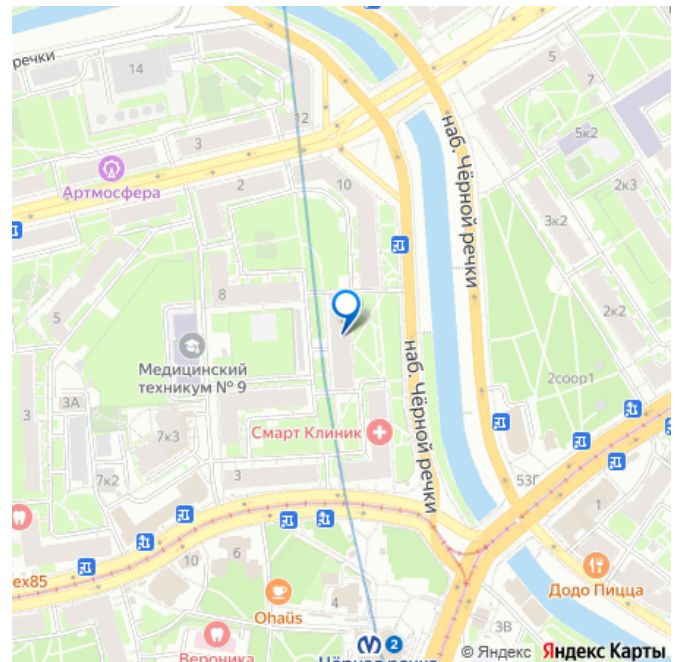 речки
14
5
7
12
5к2
3
наб. Чёрной речки
Артмосфера
2
10
2к3
3к2
8
5
2к2
Медицинский
техникум № 9
наб. Чёрной речки
2соор1
3А
3
Смарт Клиник
7к3
7к2
3
53Г
1
10
6
ex85
Ohaüs
4
Додо Пицца
3В
2
Вероника
Чёрная речка
© Яндекс Яндекс Карты